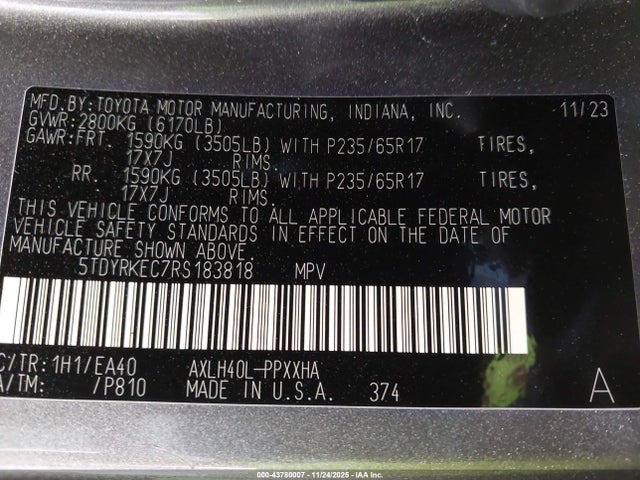 MFD.BY:TOYOTA MOTOR MANUFACTURING, INDIANA, INC. 11/23
GVWR:2800KG (6170LB)
GAWR:FRT. 1590KG (3505LB) WITH P235/65R17 TIRES,
17X7J RIMS.
RR. 1590KG (3505LB) WITH P235/65R17 TIRES,
17X7J RIMS.
THIS VEHICLE CONFORMS TO ALL APPLICABLE FEDERAL MOTOR
VEHICLE SAFETY STANDARDS IN EFFECT ON THE DATE OF
MANUFACTURE SHOWN ABOVE.
5TDYRKEC7RS183818 MPV
C/TR:1H1/EA40 AXLH40L-PPXXHA
A/TM: /P810 MADE IN U.S.A. 374 A
000-43780007 - 11/24/2025 - IAA Inc.